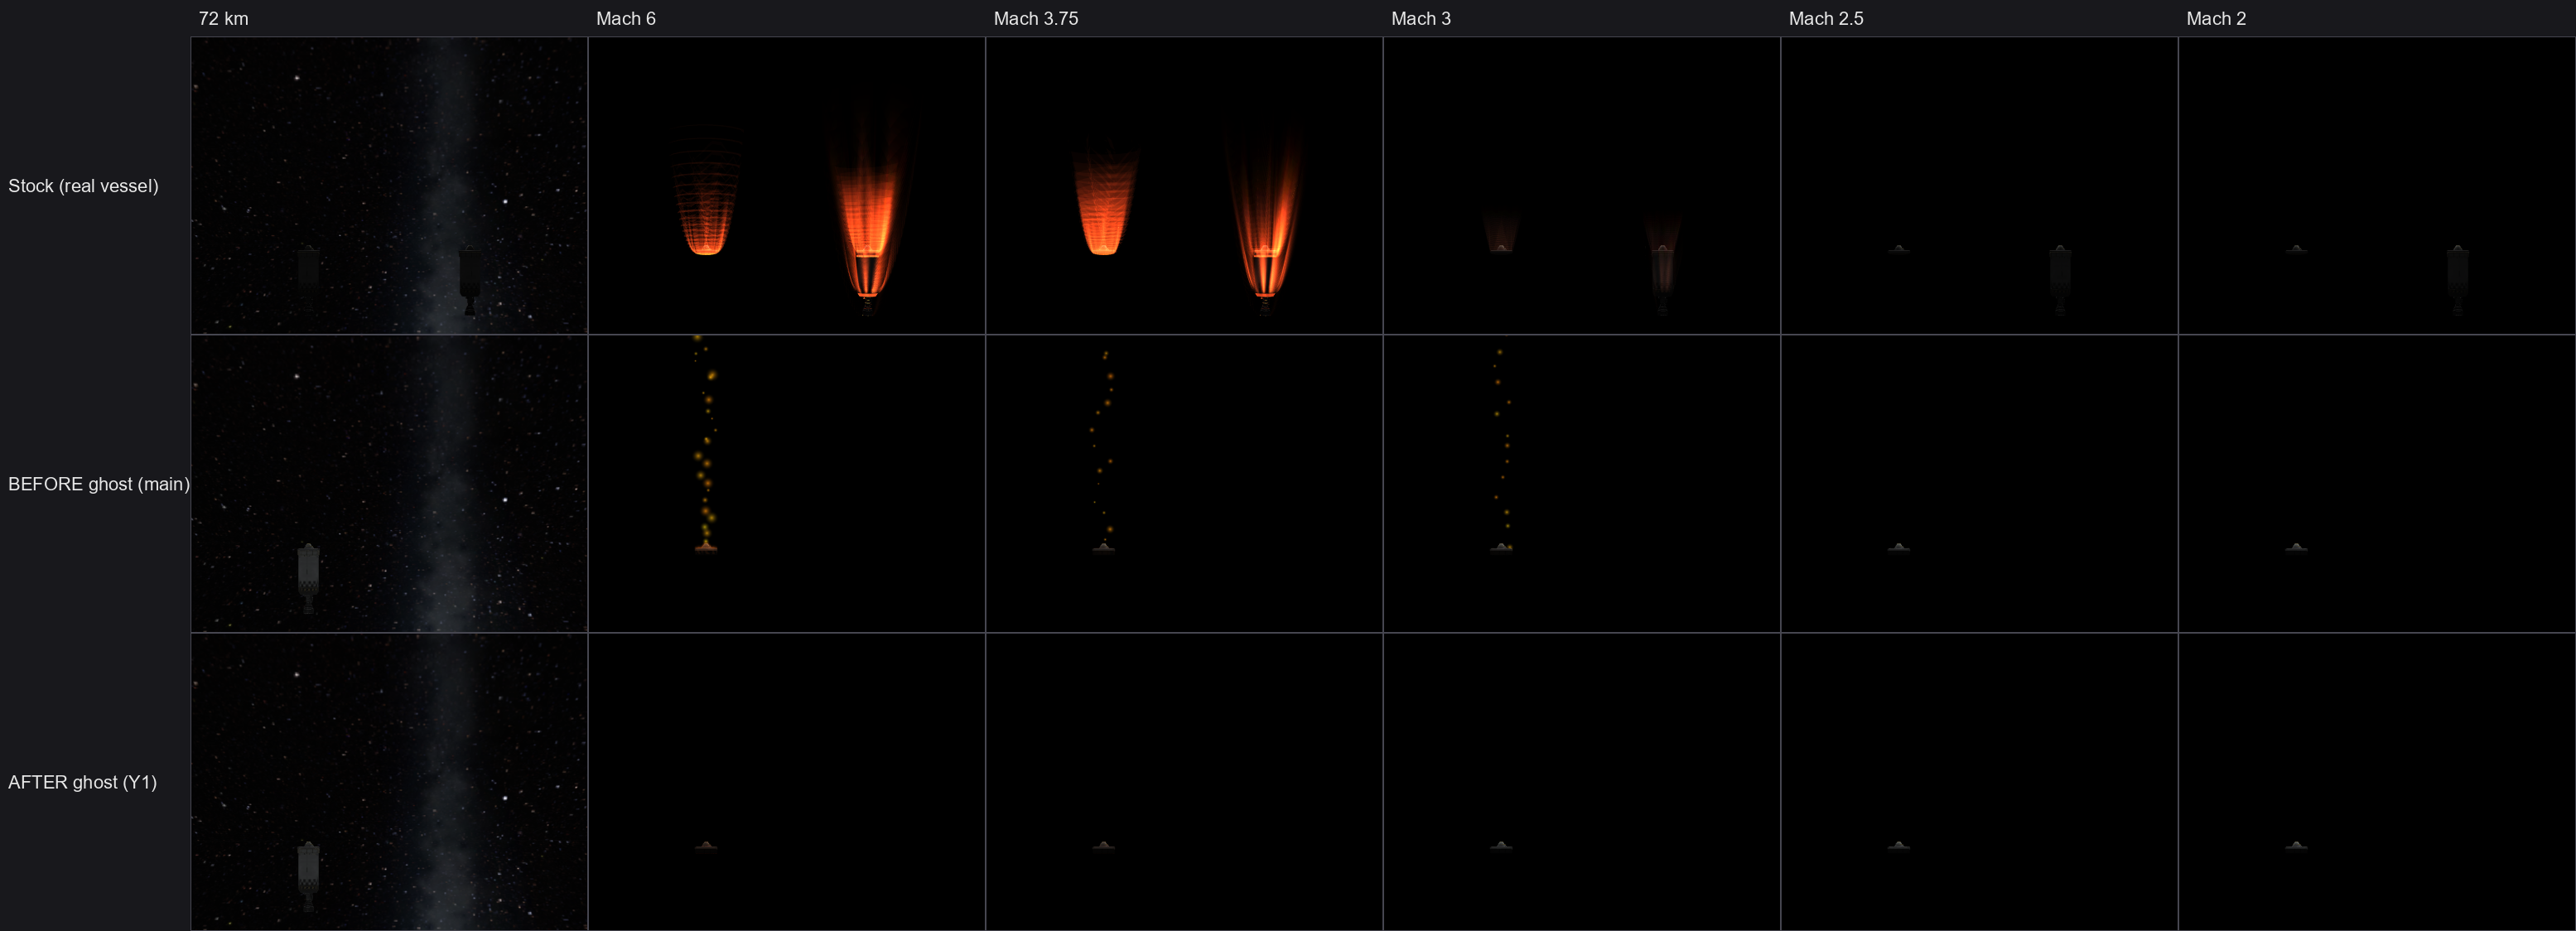 72 km
Mach 6
Mach 3.75
Mach 3
Mach 2.5
Mach 2
Stock (real vessel)
BEFORE ghost (main)
AFTER ghost (Y1)